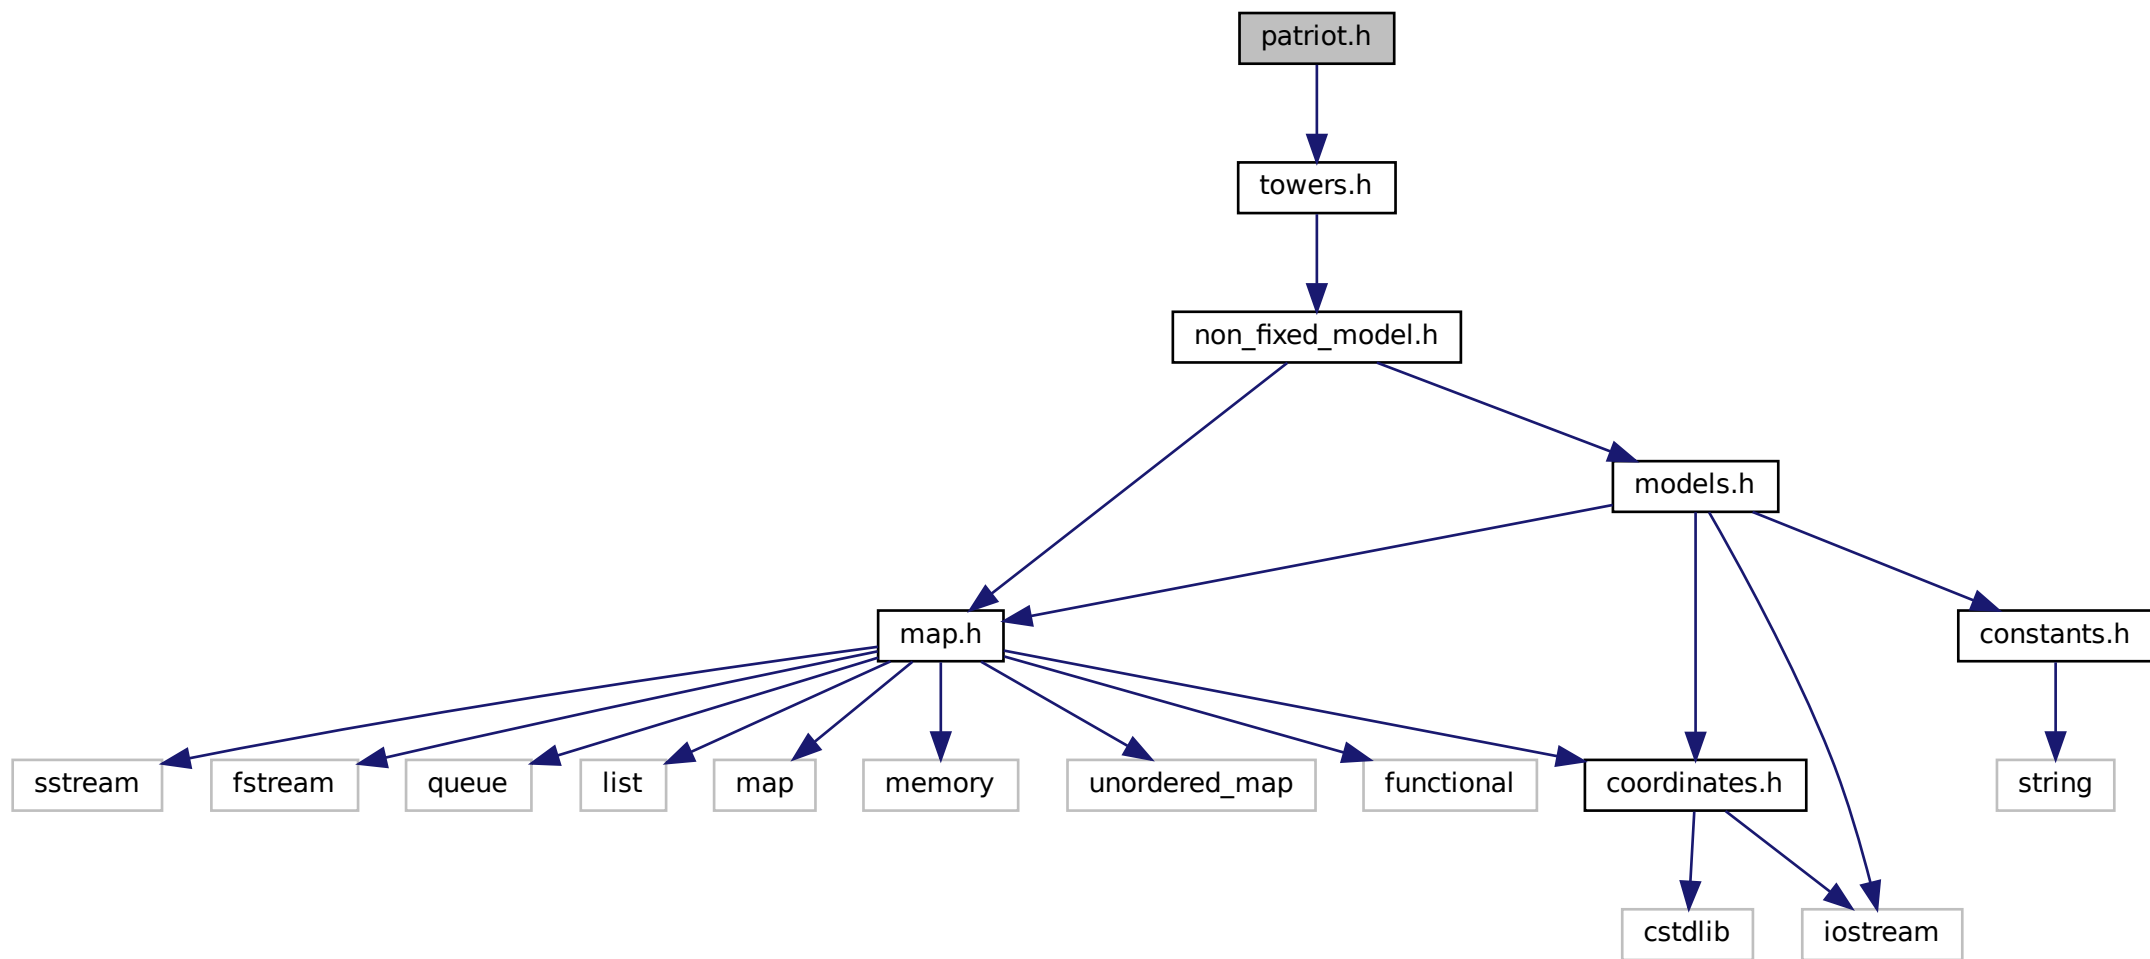 patriot.h
towers.h
non_fixed_model.h
models.h
map.h
constants.h
sstream
fstream
queue
list
map
memory
unordered_map
functional
coordinates.h
string
cstdlib
iostream